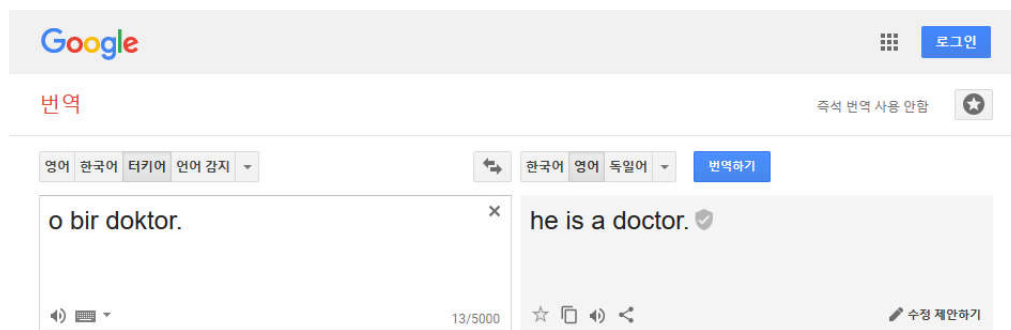 Google
로그인
번역
즉석 번역 사용 안함
영어 한국어 터키어 언어 감지
한국어 영어 독일어 번역하기
o bir doktor.
he is a doctor.
13/5000
수정 제안하기